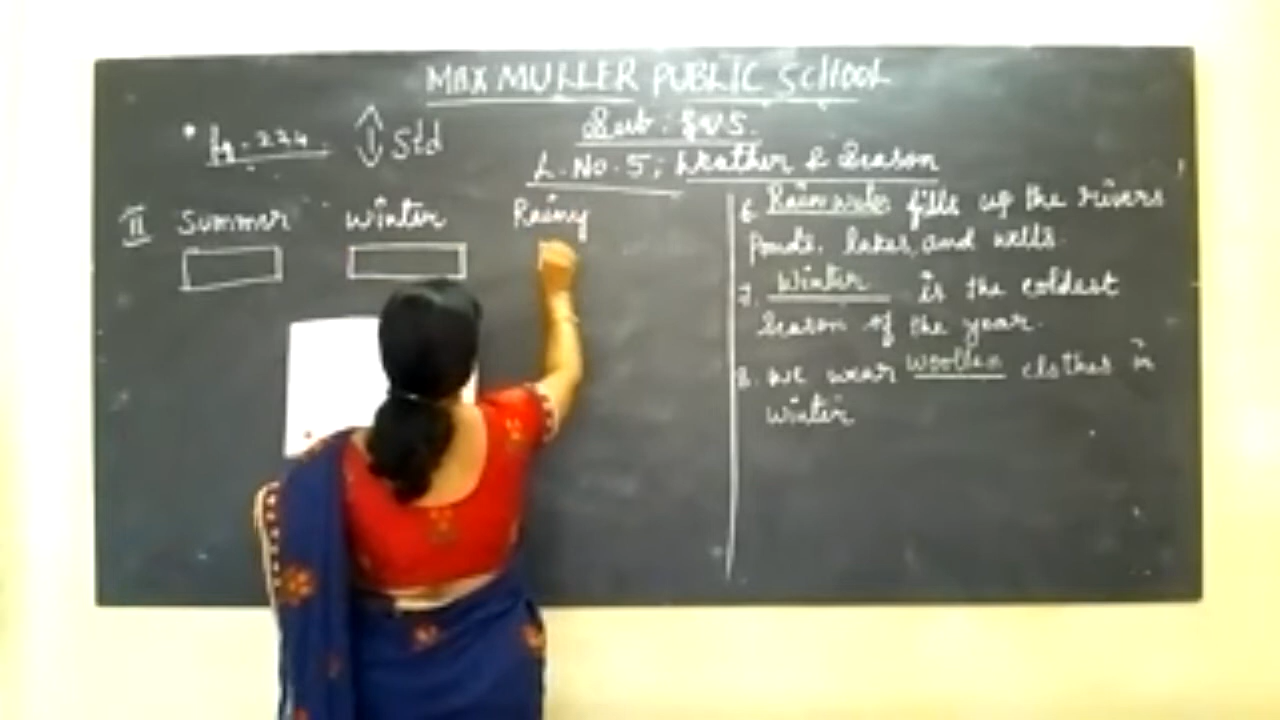 MAX MULLER PUBLIC SCHOOL
Sub: EVS.
Pg-224. I Std
L.No.5; Weather & Season
II Summer Winter Rainy
6. Rainwater fills up the rivers
Ponds, lakes, and wells.
7. Winter is the coldest
Season of the year.
8. We wear woollen clothes in
winter